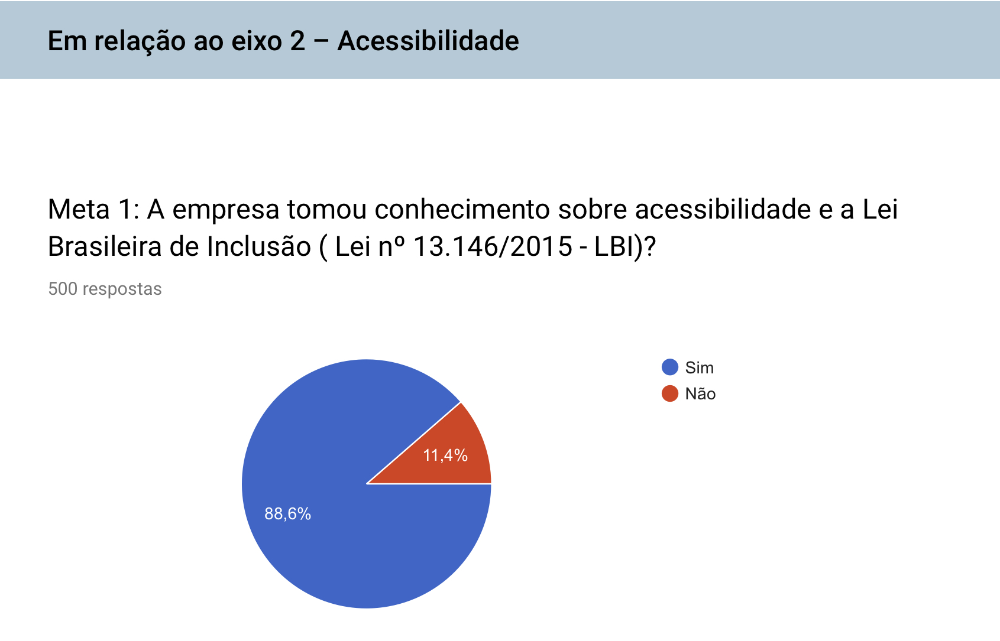 Em relação ao eixo 2 – Acessibilidade
Meta 1: A empresa tomou conhecimento sobre acessibilidade e a Lei
Brasileira de Inclusão ( Lei nº 13.146/2015 - LBI)?
500 respostas
Sim
Não
11,4%
88,6%